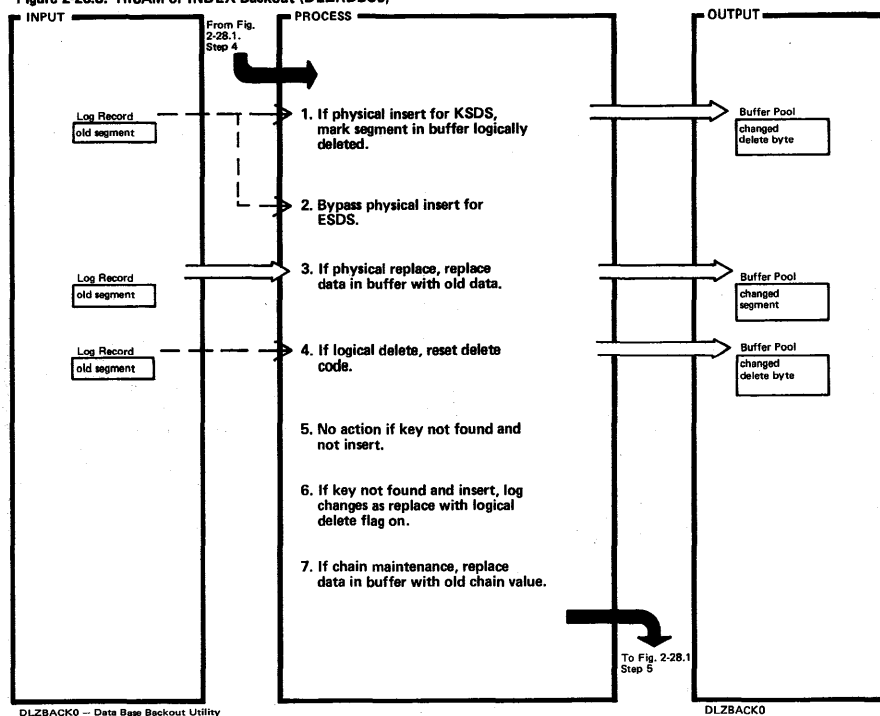 INPUT
From Fig.
2-28.1.
Step 4
PROCESS
OUTPUT
Log Record
old segment
1. If physical insert for KSDS,
mark segment in buffer logically
deleted.
Buffer Pool
changed
delete byte
2. Bypass physical insert for
ESDS.
Log Record
old segment
3. If physical replace, replace
data in buffer with old data.
Buffer Pool
changed
segment
Log Record
old segment
4. If logical delete, reset delete
code.
Buffer Pool
changed
delete byte
5. No action if key not found and
not insert.
6. If key not found and insert, log
changes as replace with logical
delete flag on.
7. If chain maintenance, replace
data in buffer with old chain value.
To Fig. 2-28.1
Step 5
DLZBACK0 -- Data Base Backout Utility
DLZBACK0